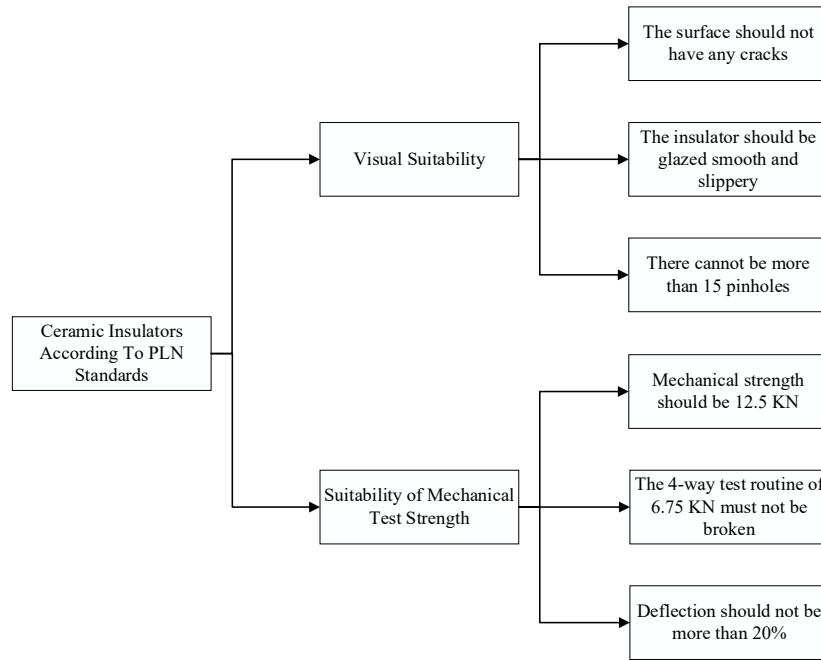 The surface should not
have any cracks
Visual Suitability
The insulator should be
glazed smooth and
slippery
There cannot be more
than 15 pinholes
Ceramic Insulators
According To PLN
Standards
Mechanical strength
should be 12.5 KN
Suitability of Mechanical
Test Strength
The 4-way test routine of
6.75 KN must not be
broken
Deflection should not be
more than 20%